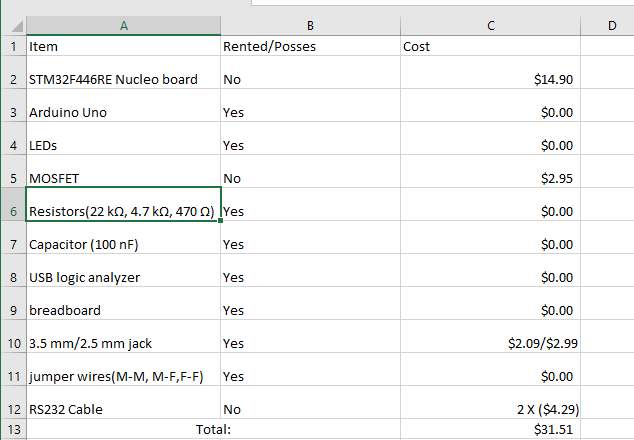 A B C D
1 Item Rented/Posses Cost
2 STM32F446RE Nucleo board No $14.90
3 Arduino Uno Yes $0.00
4 LEDs Yes $0.00
5 MOSFET No $2.95
6 Resistors(22 kΩ, 4.7 kΩ, 470 Ω) Yes $0.00
7 Capacitor (100 nF) Yes $0.00
8 USB logic analyzer Yes $0.00
9 breadboard Yes $0.00
10 3.5 mm/2.5 mm jack Yes $2.09/$2.99
11 jumper wires(M-M, M-F,F-F) Yes $0.00
12 RS232 Cable No 2 X ($4.29)
13 Total: $31.51